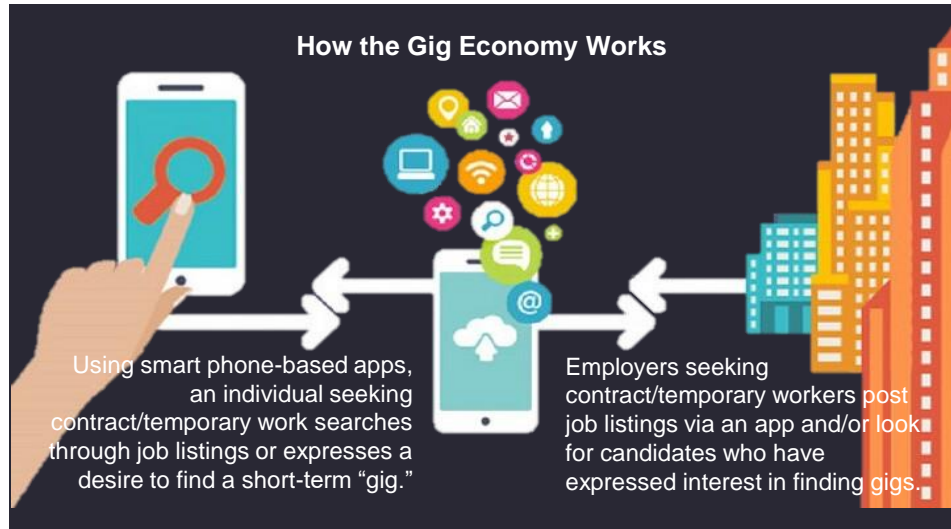 How the Gig Economy Works
@
Using smart phone-based apps,
an individual seeking
contract/temporary work searches
through job listings or expresses a
desire to find a short-term “gig.”
Employers seeking
contract/temporary workers post
job listings via an app and/or look
for candidates who have
expressed interest in finding gigs.